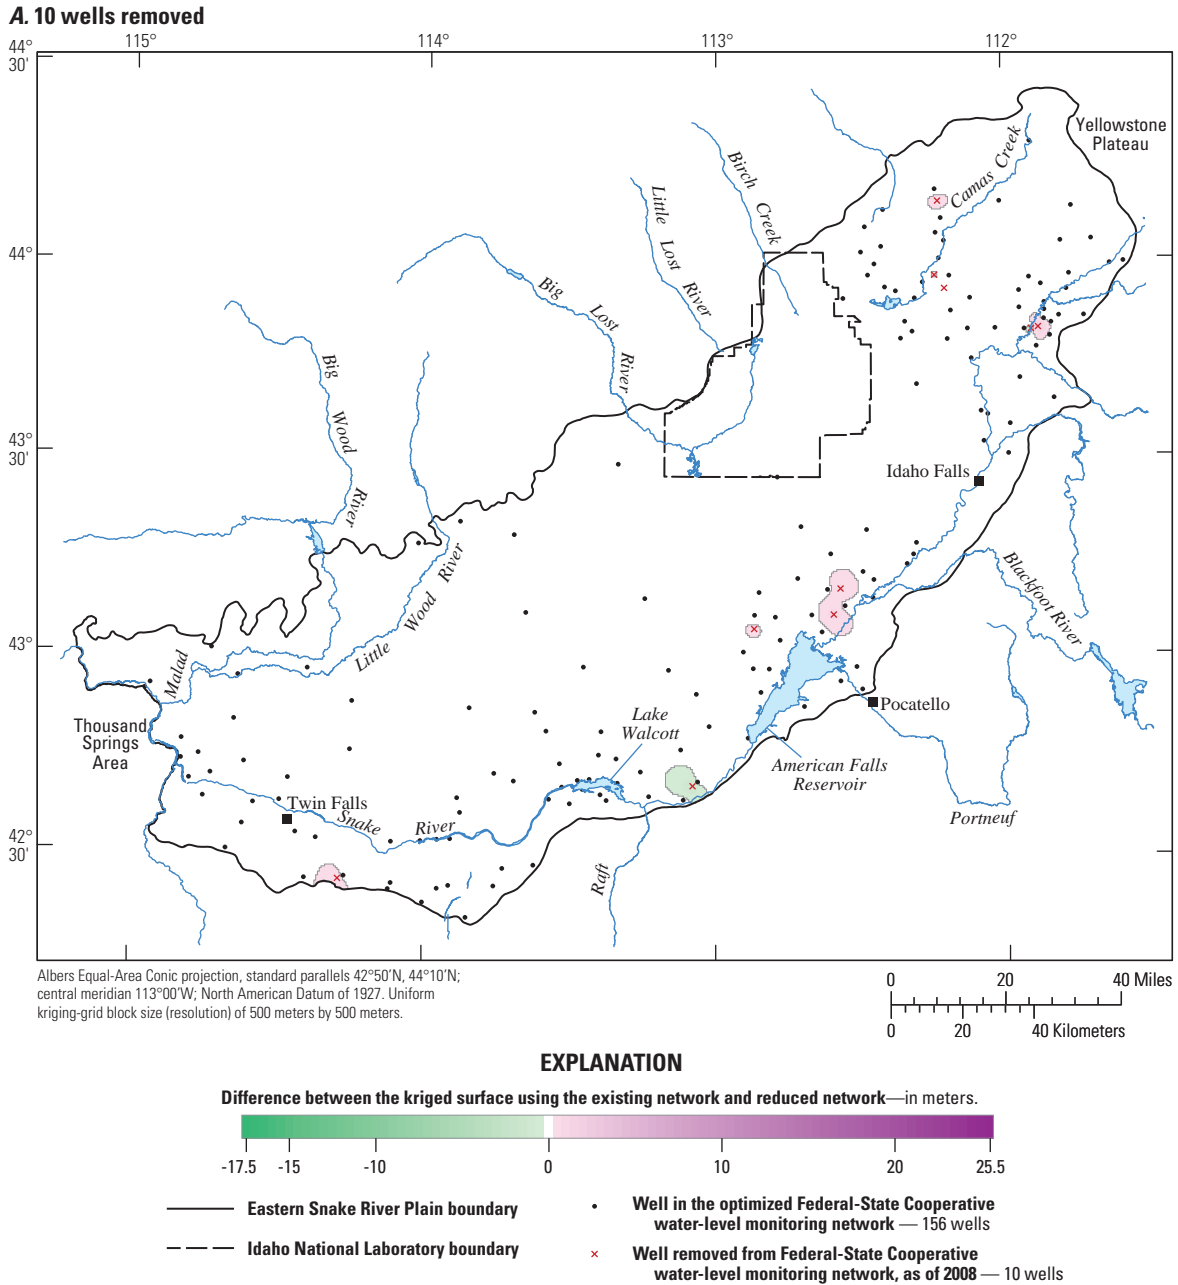 A. 10 wells removed
115° 114° 113° 112°
44°
30'
Yellowstone
Plateau
Camas Creek
Birch Creek
Little Lost River
44°
Big Lost River
Big Wood River
43°
30'
Idaho Falls
Blackfoot River
Little Wood River
43°
Malad
Pocatello
Thousand
Springs
Area
Lake
Walcott
American Falls
Reservoir
Twin Falls
Snake River
Portneuf
42°
30'
Raft
Albers Equal-Area Conic projection, standard parallels 42°50'N, 44°10'N;
central meridian 113°00'W; North American Datum of 1927. Uniform
kriging-grid block size (resolution) of 500 meters by 500 meters.
0 20 40 Miles
0 20 40 Kilometers
EXPLANATION
Difference between the kriged surface using the existing network and reduced network—in meters.
-17.5 -15 -10 0 10 20 25.5
Eastern Snake River Plain boundary
Idaho National Laboratory boundary
Well in the optimized Federal-State Cooperative
water-level monitoring network — 156 wells
Well removed from Federal-State Cooperative
water-level monitoring network, as of 2008 — 10 wells